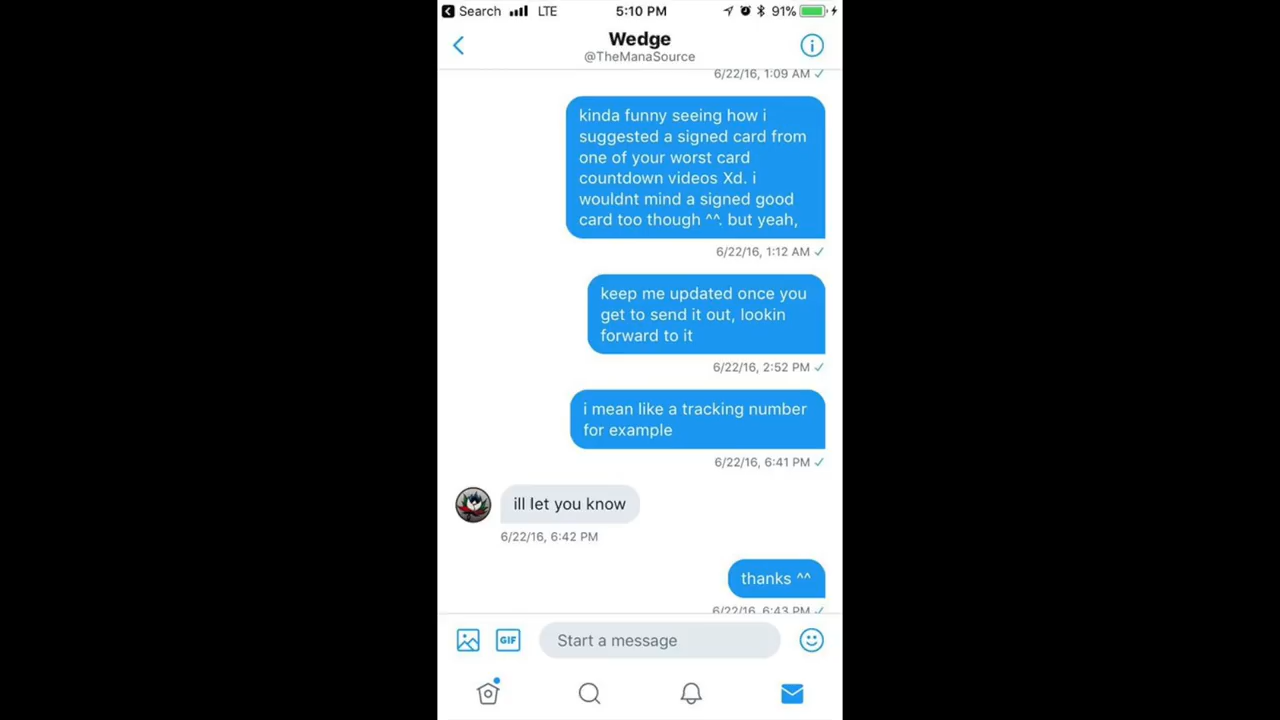 Search LTE 5:10 PM 91%
Wedge
@TheManaSource
6/22/16, 1:09 AM
kinda funny seeing how i
suggested a signed card from
one of your worst card
countdown videos Xd. i
wouldnt mind a signed good
card too though ^^. but yeah,
6/22/16, 1:12 AM
keep me updated once you
get to send it out, lookin
forward to it
6/22/16, 2:52 PM
i mean like a tracking number
for example
6/22/16, 6:41 PM
ill let you know
6/22/16, 6:42 PM
thanks ^^
6/22/16, 6:43 PM
GIF Start a message